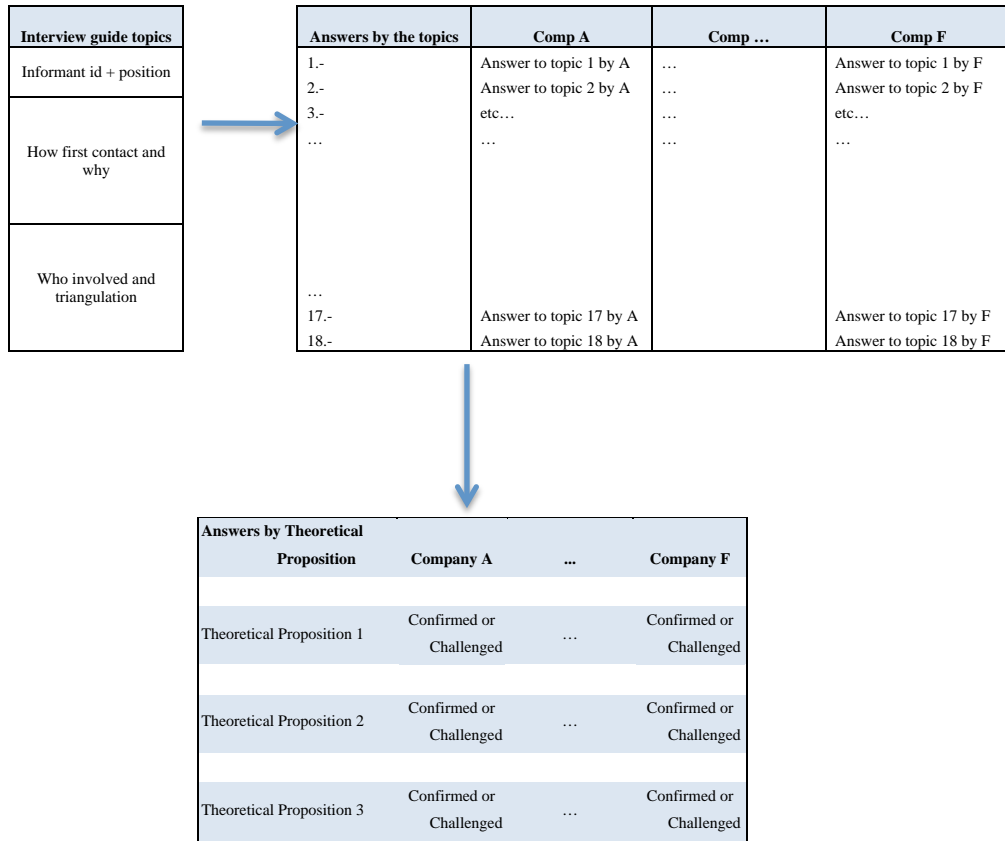 Interview guide topics
Informant id + position
How first contact and
why
Who involved and
triangulation
Answers by the topics Comp A Comp … Comp F
1.- Answer to topic 1 by A … Answer to topic 1 by F
2.- Answer to topic 2 by A … Answer to topic 2 by F
3.- etc… … etc…
… … … …
…
17.- Answer to topic 17 by A Answer to topic 17 by F
18.- Answer to topic 18 by A Answer to topic 18 by F
Answers by Theoretical
Proposition Company A ... Company F
Theoretical Proposition 1 Confirmed or … Confirmed or
Challenged Challenged
Theoretical Proposition 2 Confirmed or … Confirmed or
Challenged Challenged
Theoretical Proposition 3 Confirmed or … Confirmed or
Challenged Challenged